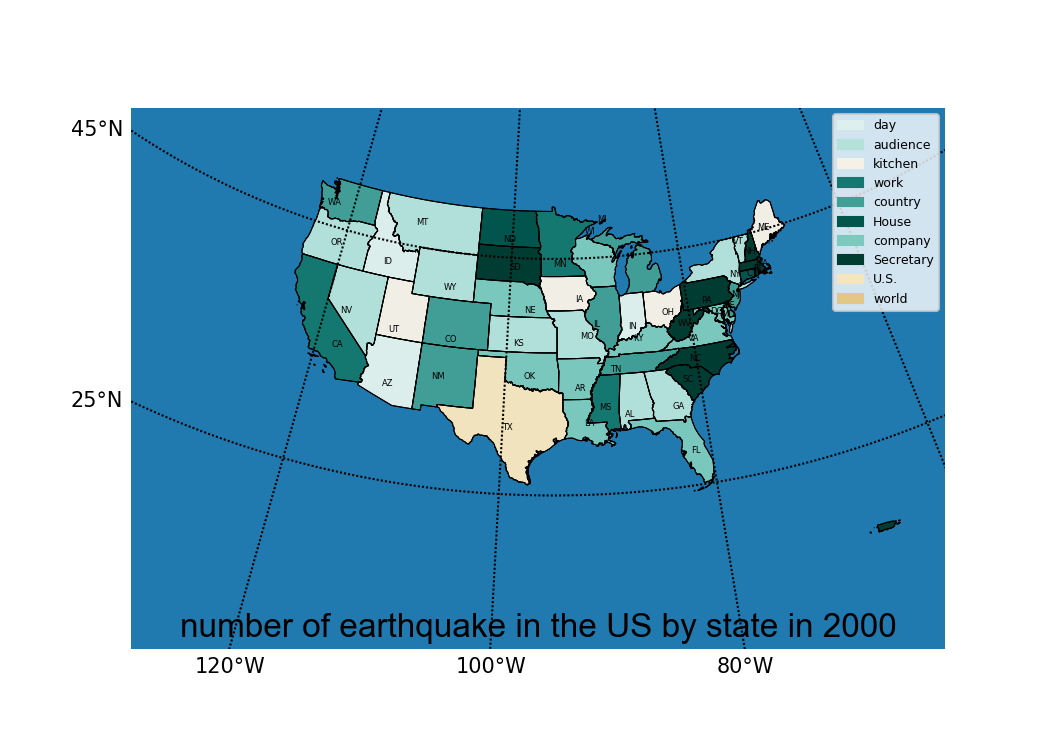 45°N
25°N
120°W
100°W
80°W
day
audience
kitchen
work
country
House
company
Secretary
U.S.
world
WA
MT
ND
MN
MI
MI
ME
VT
NH
OR
ID
SD
WY
NY
CT
NV
UT
NE
IA
IL
IN
OH
PA
NJ
WV
CA
CO
KS
MO
KY
VA
AZ
NM
OK
AR
TN
NC
SC
TX
LA
MS
AL
GA
FL
number of earthquake in the US by state in 2000